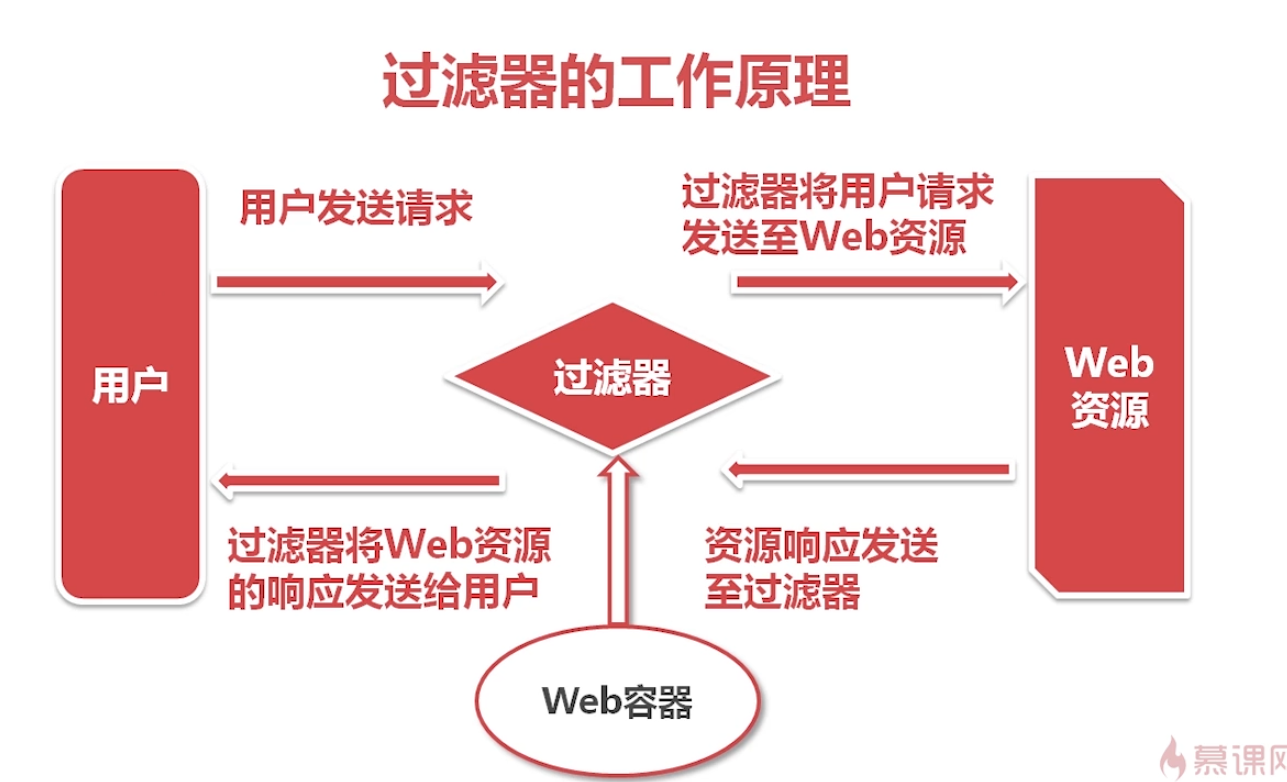 过滤器的工作原理
用户发送请求
过滤器将用户请求
发送至Web资源
用户
过滤器
Web
资源
过滤器将Web资源
的响应发送给用户
资源响应发送
至过滤器
Web容器
慕课网